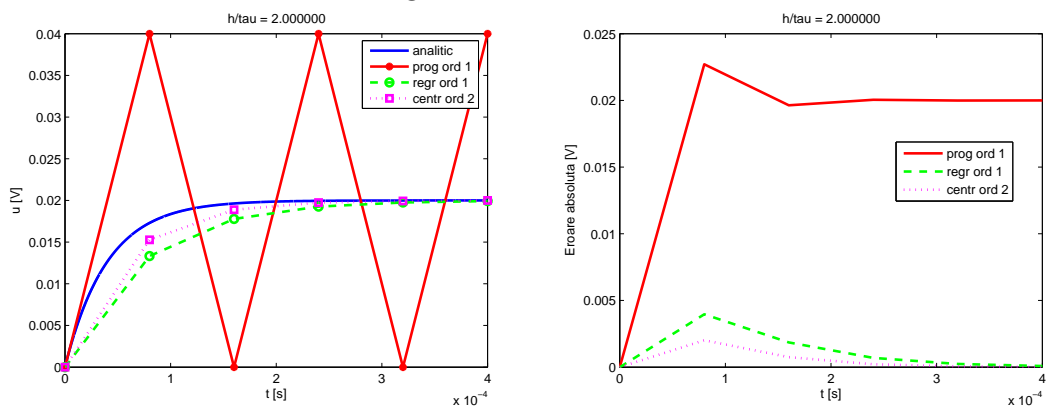 h/tau = 2.000000
0.04
0.035
0.03
0.025
0.02
0.015
0.01
0.005
0
u [V]
analitic
prog ord 1
regr ord 1
centr ord 2
0 1 2 3 4
t [s]
x 10⁻⁴
h/tau = 2.000000
0.025
0.02
0.015
0.01
0.005
0
Eroare absoluta [V]
prog ord 1
regr ord 1
centr ord 2
0 1 2 3 4
t [s]
x 10⁻⁴